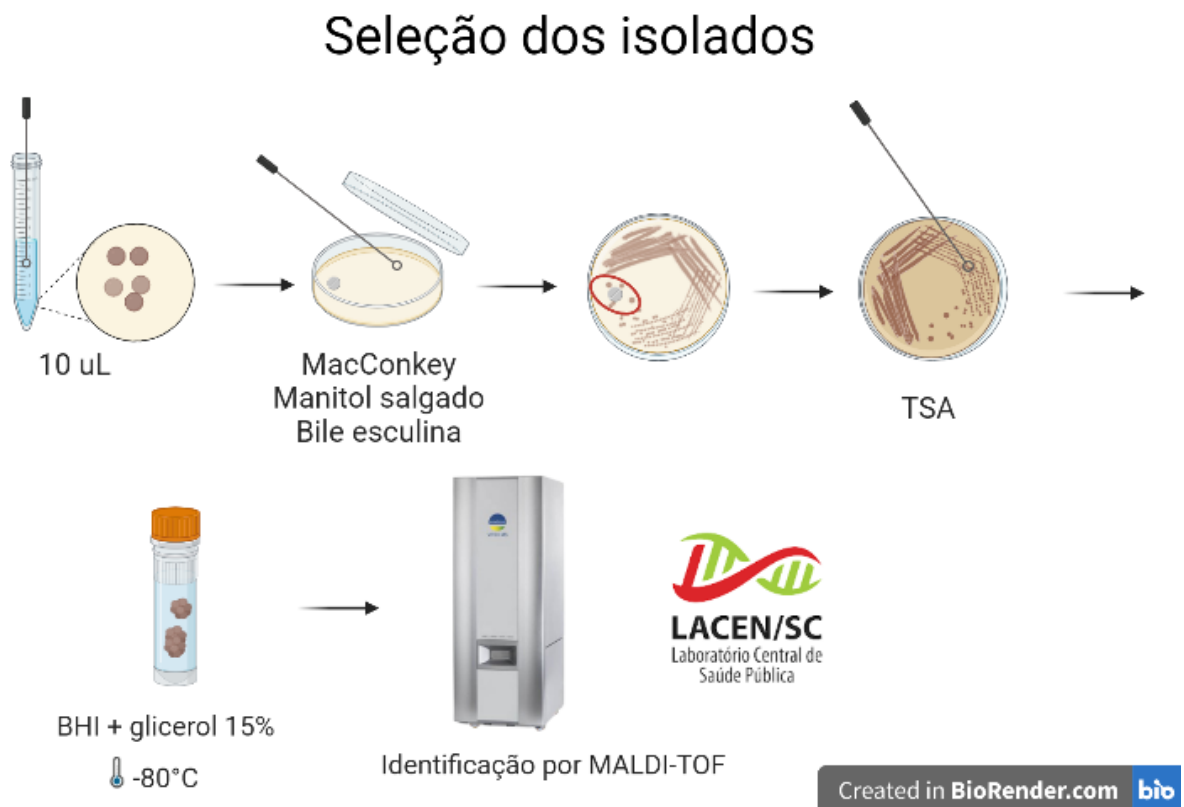 Seleção dos isolados
10 uL
MacConkey
Manitol salgado
Bile esculina
TSA
BHI + glicerol 15%
-80°C
Identificação por MALDI-TOF
LACEN/SC
Laboratório Central de
Saúde Pública
Created in BioRender.com bio